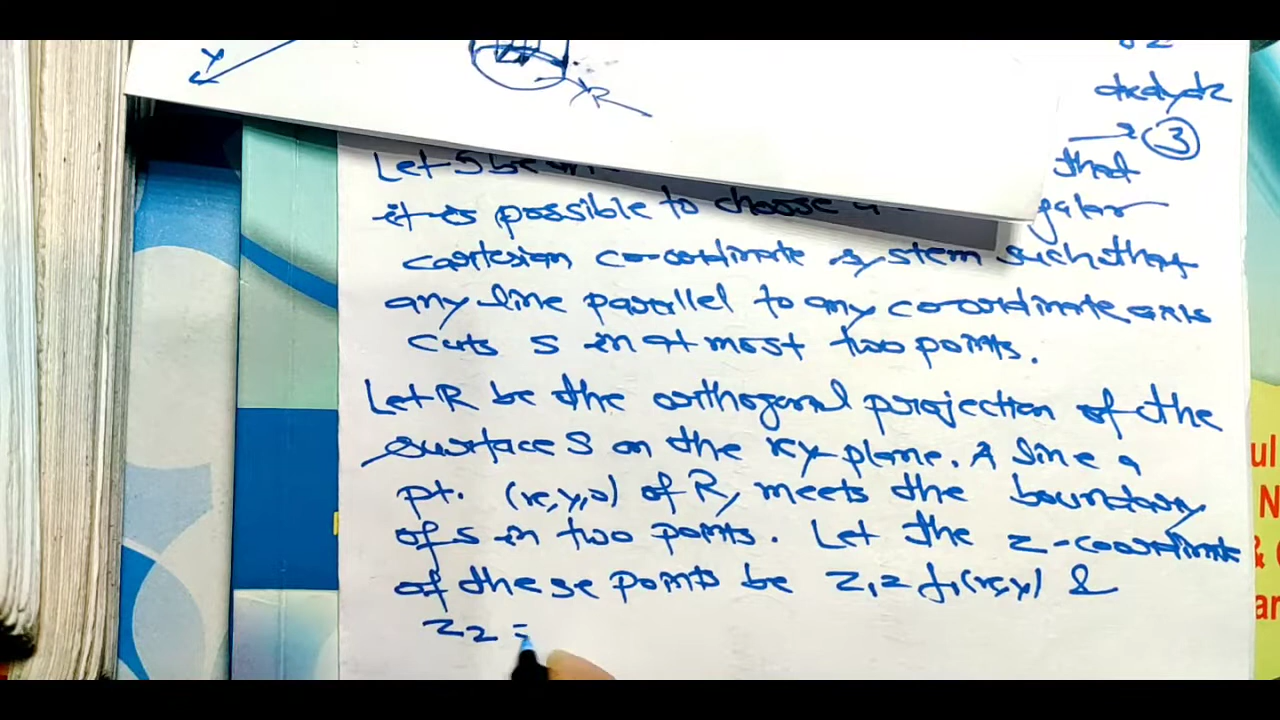 Y
R
dxdydz
→ 3
Let S be that
it is possible to choose a gular
cartesian co-ordinate system such that
any line parallel to any co-ordinate axis
cuts S in at most two points.
Let R be the orthogonal projection of the
surface S on the xy-plane. A line a
pt. (x,y,0) of R, meets the boundary
of S in two points. Let the z-coordinate
of these points be z1 = f1(x,y) &
z2 =
ul
N
&
ar